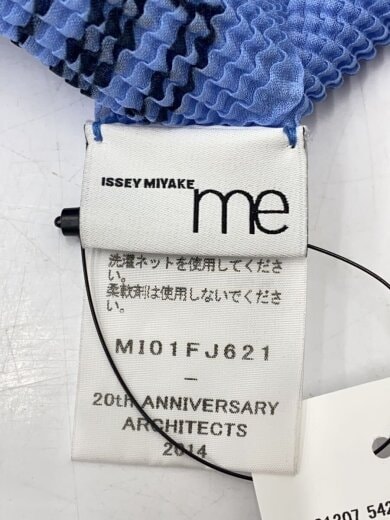 ISSEY MIYAKE
me
洗濯ネットを使用してくださ
い。
柔軟剤は使用しないでくださ
い。
MI01FJ621
–
20th ANNIVERSARY
ARCHITECTS
2014